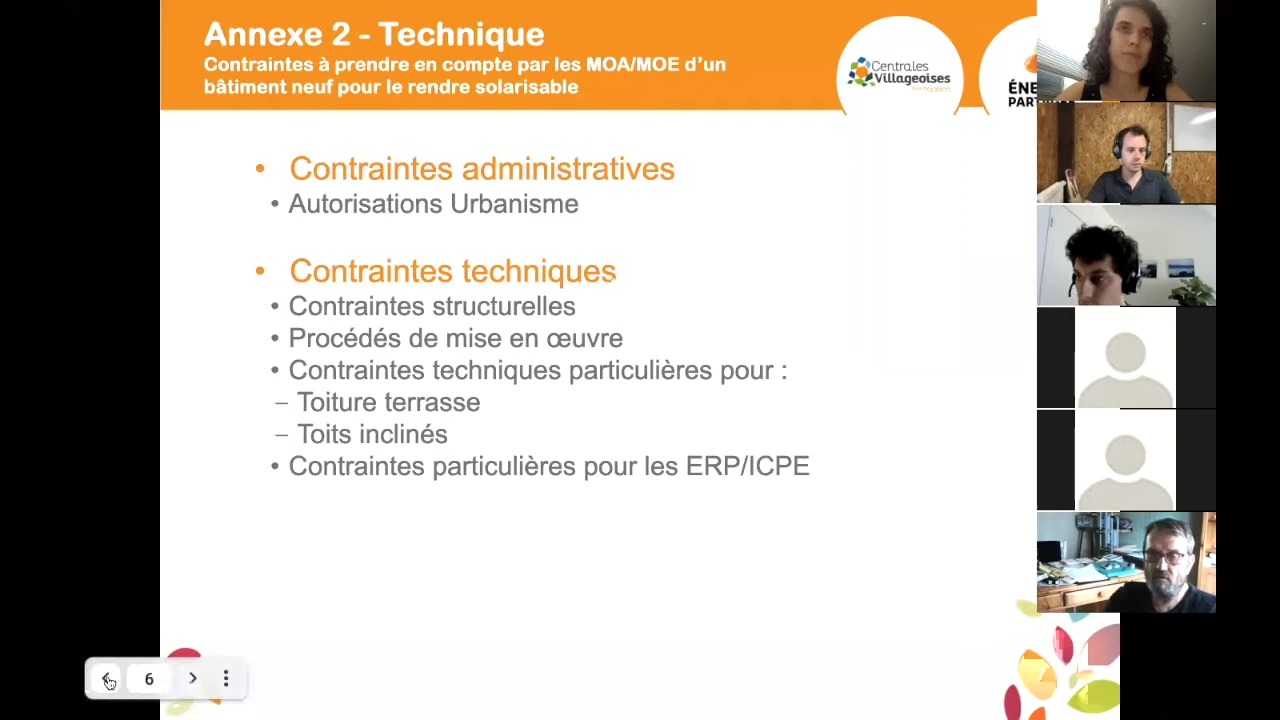 Annexe 2 - Technique
Contraintes à prendre en compte par les MOA/MOE d'un
bâtiment neuf pour le rendre solarisable
Centrales
Villageoises
• Contraintes administratives
• Autorisations Urbanisme
• Contraintes techniques
• Contraintes structurelles
• Procédés de mise en œuvre
• Contraintes techniques particulières pour :
– Toiture terrasse
– Toits inclinés
• Contraintes particulières pour les ERP/ICPE
6